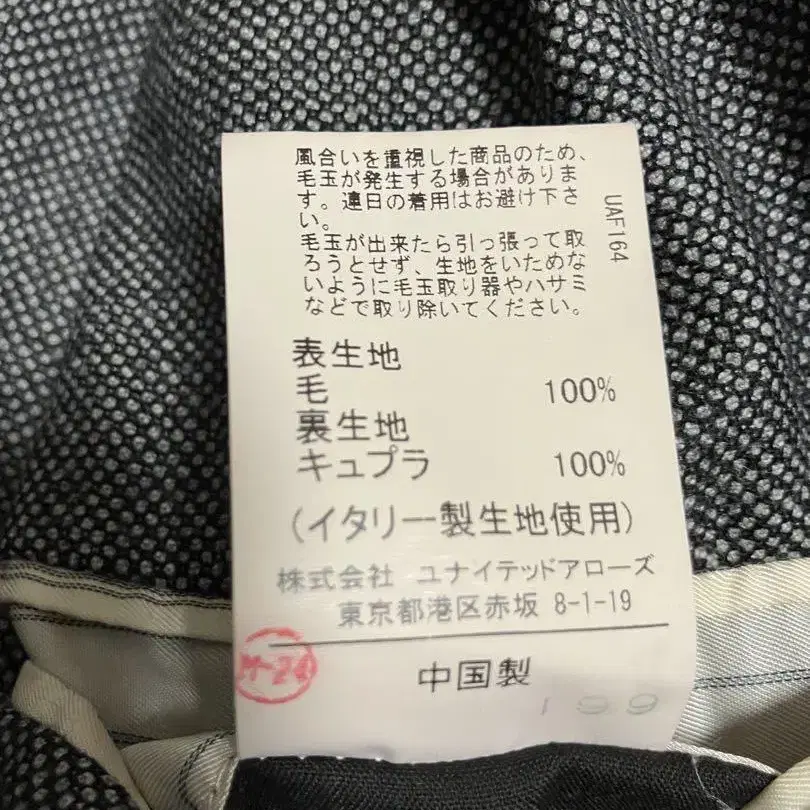 風合いを重視した商品のため、
毛玉が発生する場合がありま
す。連日の着用はお避け下さ
い。
毛玉が出来たら引っ張って取
ろうとせず、生地をいためな
いように毛玉取り器やハサミ
などで取り除いてください。
UAF164
表生地
毛 100%
裏生地
キュプラ 100%
(イタリー製生地使用)
株式会社 ユナイテッドアローズ
東京都港区赤坂 8-1-19
M-24
中国製
199